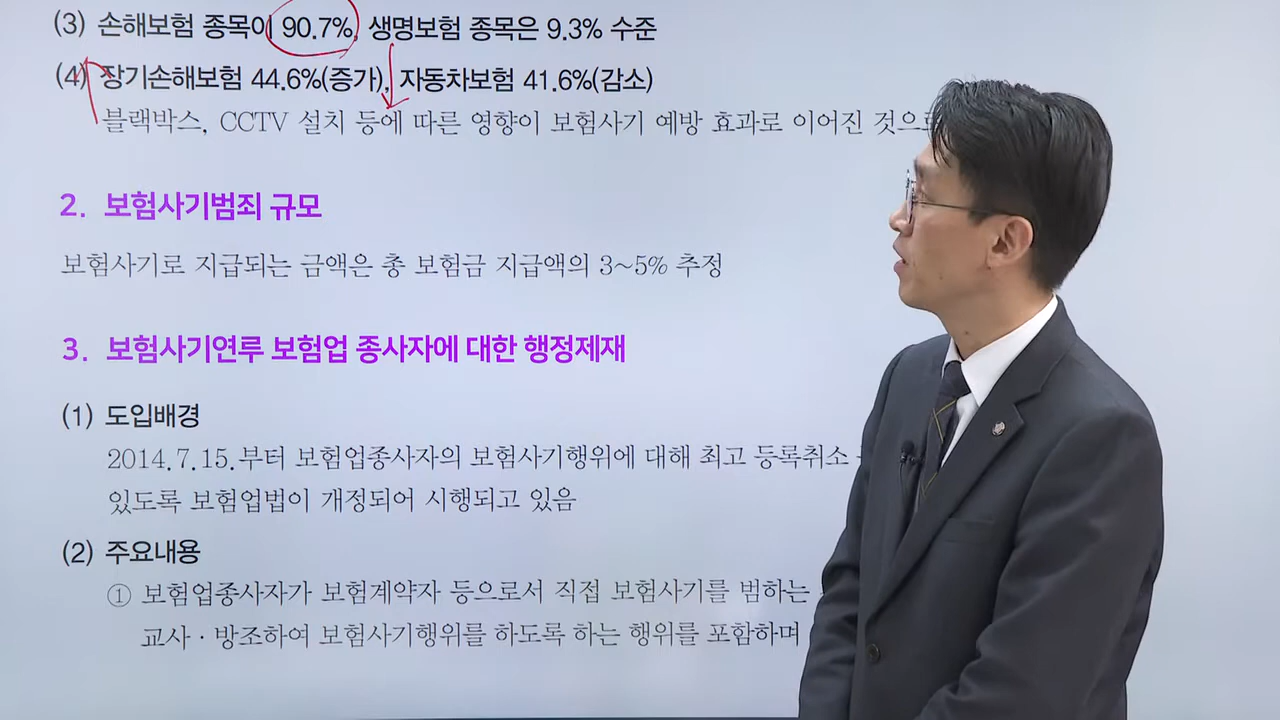 (3) 손해보험 종목이 90.7%, 생명보험 종목은 9.3% 수준
(4) 장기손해보험 44.6%(증가), 자동차보험 41.6%(감소)
블랙박스, CCTV 설치 등에 따른 영향이 보험사기 예방 효과로 이어진 것으
2. 보험사기범죄 규모
보험사기로 지급되는 금액은 총 보험금 지급액의 3~5% 추정
3. 보험사기연루 보험업 종사자에 대한 행정제재
(1) 도입배경
2014.7.15.부터 보험업종사자의 보험사기행위에 대해 최고 등록취소
있도록 보험업법이 개정되어 시행되고 있음
(2) 주요내용
① 보험업종사자가 보험계약자 등으로서 직접 보험사기를 범하는
교사·방조하여 보험사기행위를 하도록 하는 행위를 포함하며